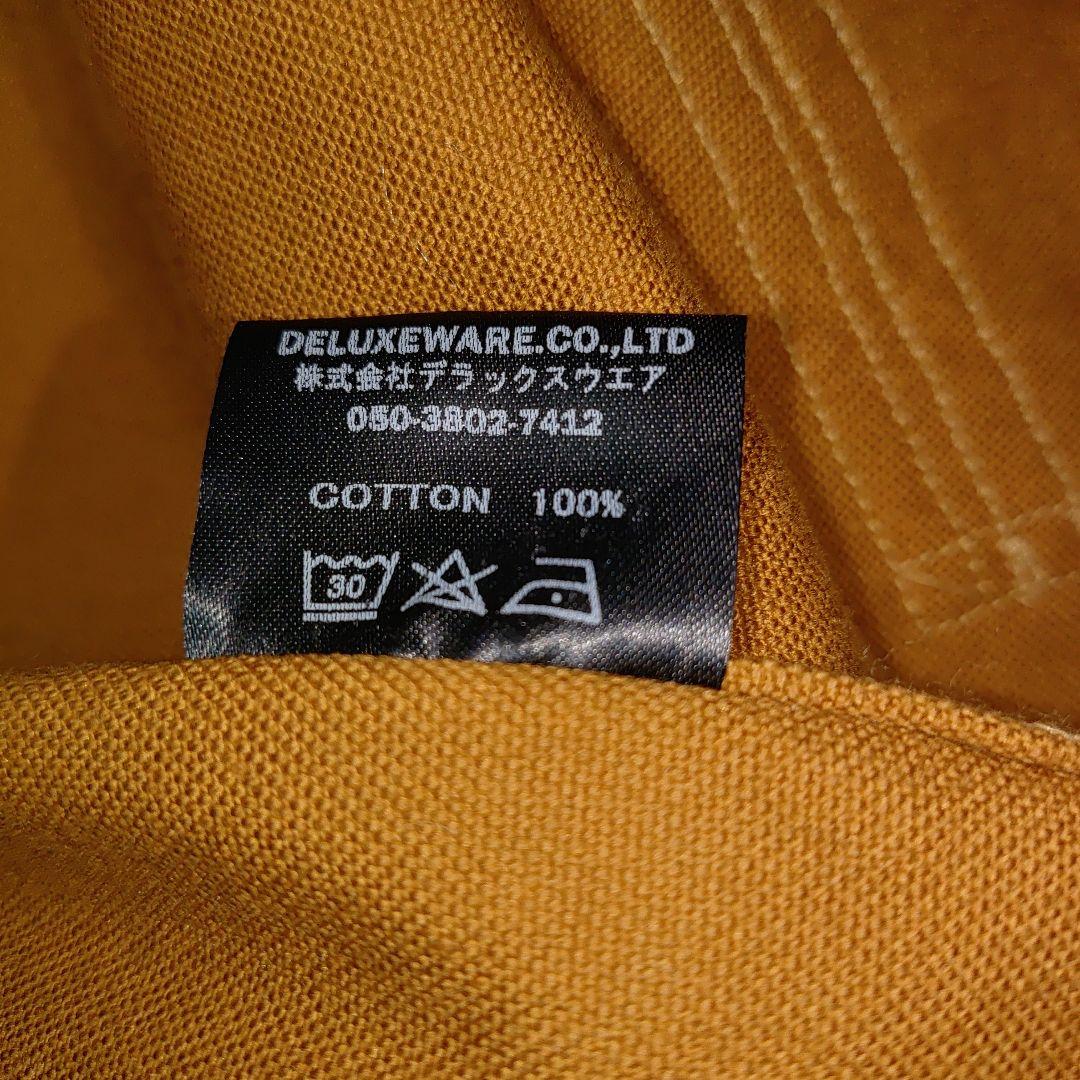 DELUXEWARE.CO.,LTD
株式会社デラックスウエア
050-3802-7412
COTTON 100%
30